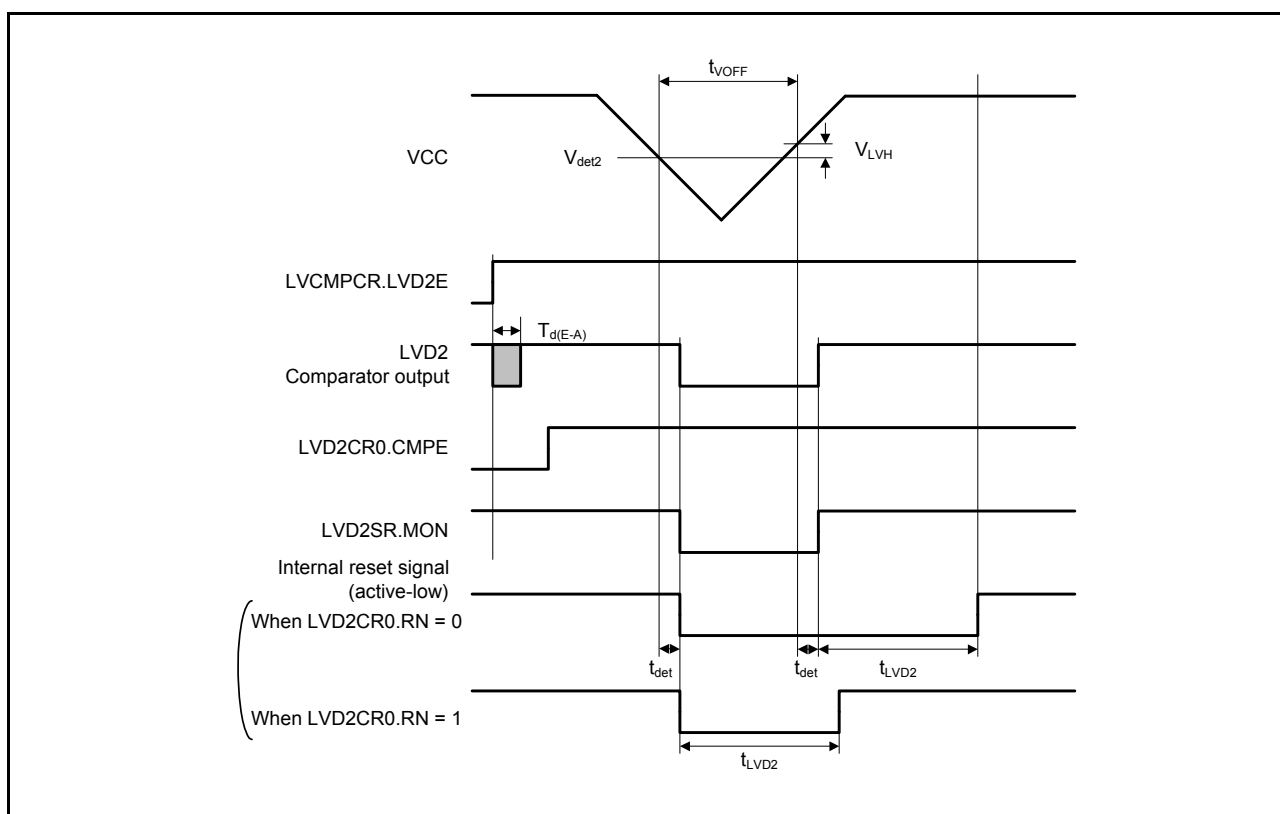 tVOFF
VCC
Vdet2
VLVH
LVCMPCR.LVD2E
Td(E-A)
LVD2
Comparator output
LVD2CR0.CMPE
LVD2SR.MON
Internal reset signal
(active-low)
When LVD2CR0.RN = 0
tdet
tdet
tLVD2
When LVD2CR0.RN = 1
tLVD2